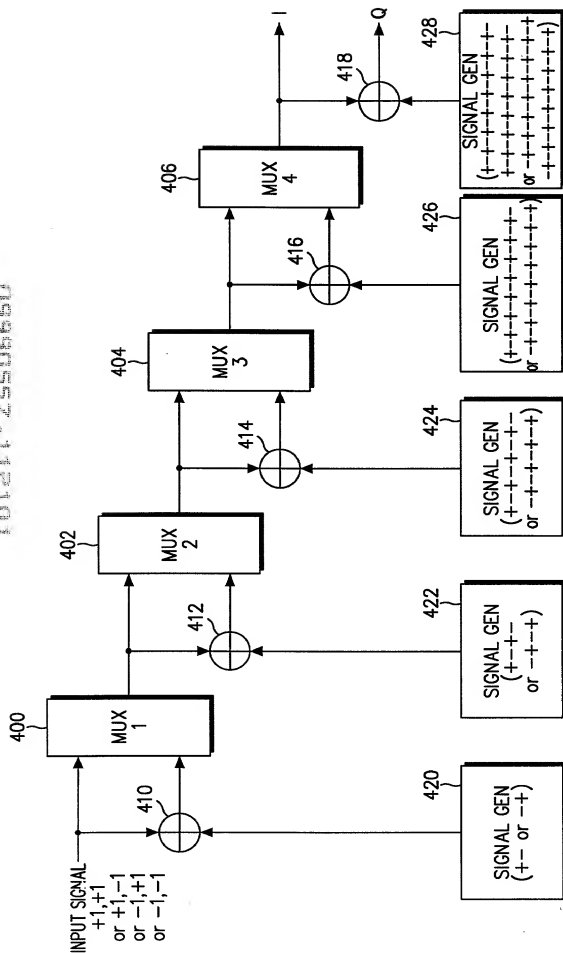 INPUT SIGNAL
+1,+1
or +1,-1
or -1,+1
or -1,-1
410
400
MUX
1
412
402
MUX
2
414
404
MUX
3
416
406
MUX
4
418
I
Q
420
SIGNAL GEN
(+- or -+)
422
SIGNAL GEN
(+-+-
or -+-+)
424
SIGNAL GEN
(+-+-+-+-
or -+-+-+-+)
426
SIGNAL GEN
(+-+-+-+-+-+-+-+-
or -+-+-+-+-+-+-+-+)
428
SIGNAL GEN
(+-+-+-+-+-+-+-+-
+-+-+-+-+-+-+-+-
or -+-+-+-+-+-+-+-+
-+-+-+-+-+-+-+-+)